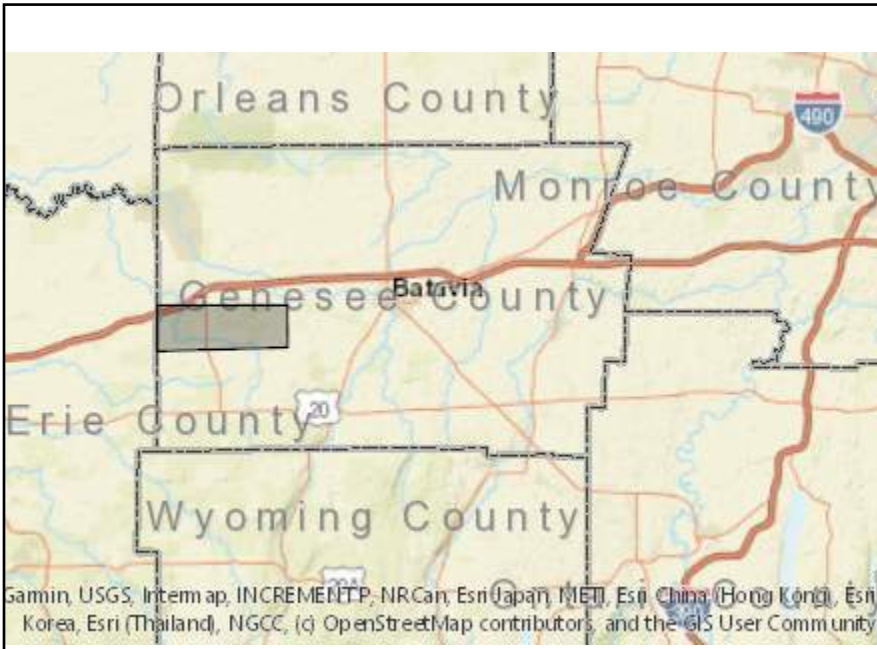 Orleans County
490
Monroe County
Batavia
Genesee County
20
Erie County
Wyoming County
20A
Garmin, USGS, Intermap, INCREMENT P, NRCan, Esri Japan, METI, Esri China (Hong Kong), Esri
Korea, Esri (Thailand), NGCC, (c) OpenStreetMap contributors, and the GIS User Community